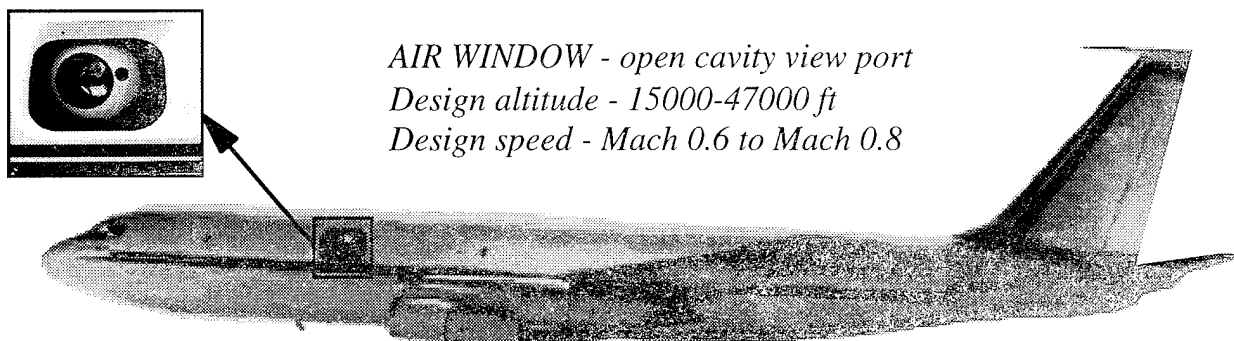 AIR WINDOW - open cavity view port
Design altitude - 15000-47000 ft
Design speed - Mach 0.6 to Mach 0.8